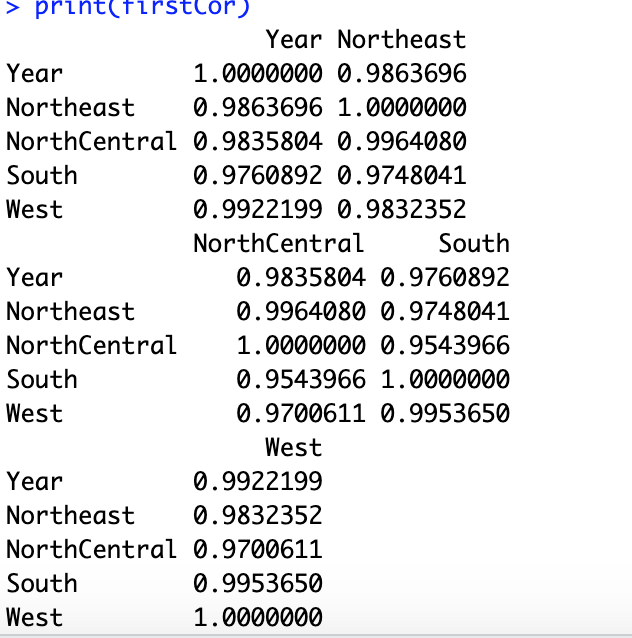 > print(firstCor)
Year Northeast
Year 1.0000000 0.9863696
Northeast 0.9863696 1.0000000
NorthCentral 0.9835804 0.9964080
South 0.9760892 0.9748041
West 0.9922199 0.9832352
NorthCentral South
Year 0.9835804 0.9760892
Northeast 0.9964080 0.9748041
NorthCentral 1.0000000 0.9543966
South 0.9543966 1.0000000
West 0.9700611 0.9953650
West
Year 0.9922199
Northeast 0.9832352
NorthCentral 0.9700611
South 0.9953650
West 1.0000000